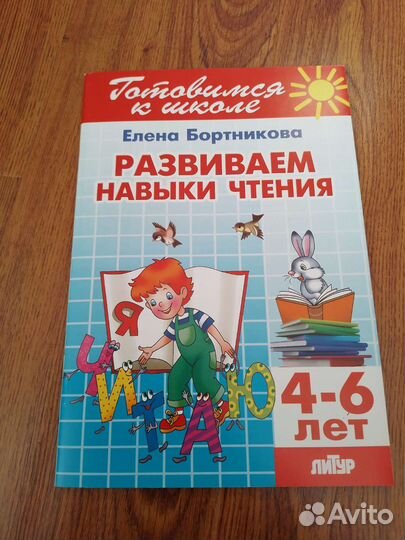 Готовимся
к школе
Елена Бортникова
РАЗВИВАЕМ
НАВЫКИ ЧТЕНИЯ
Я
ЧИТАЮ
4-6
лет
ЛИТУР
Avito